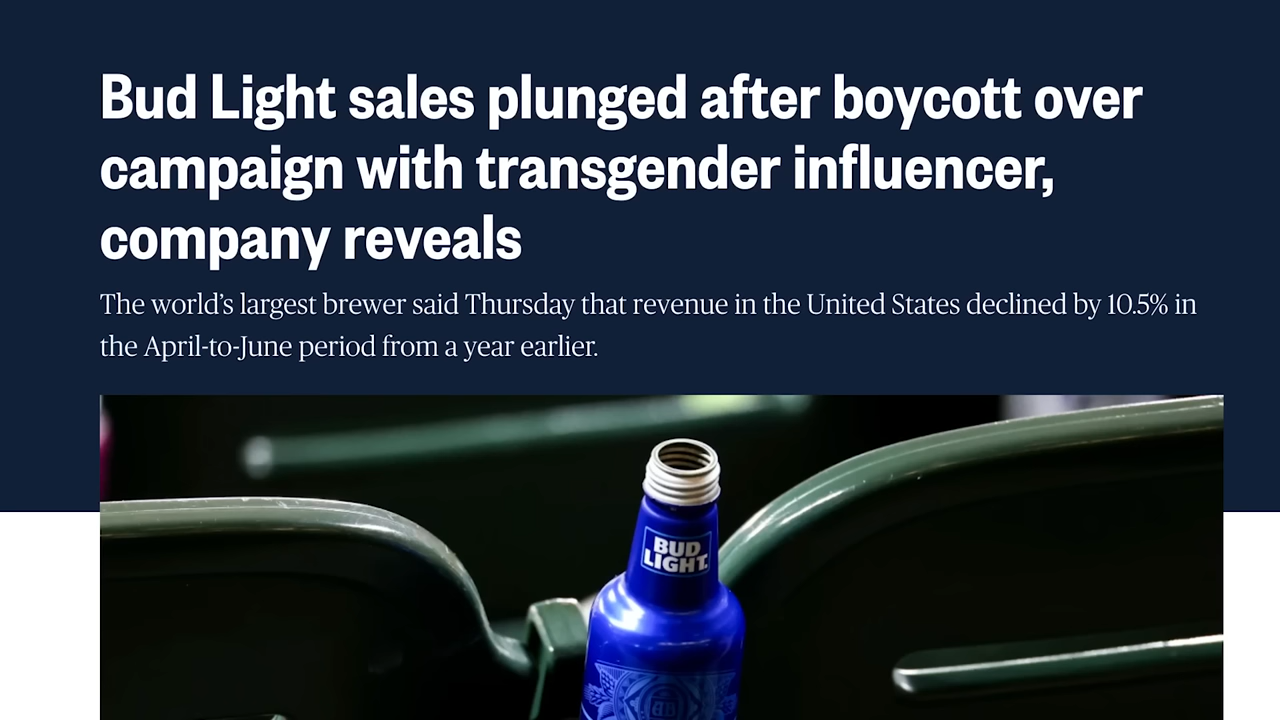 Bud Light sales plunged after boycott over
campaign with transgender influencer,
company reveals
The world’s largest brewer said Thursday that revenue in the United States declined by 10.5% in
the April-to-June period from a year earlier.
BUD
LIGHT.
AB